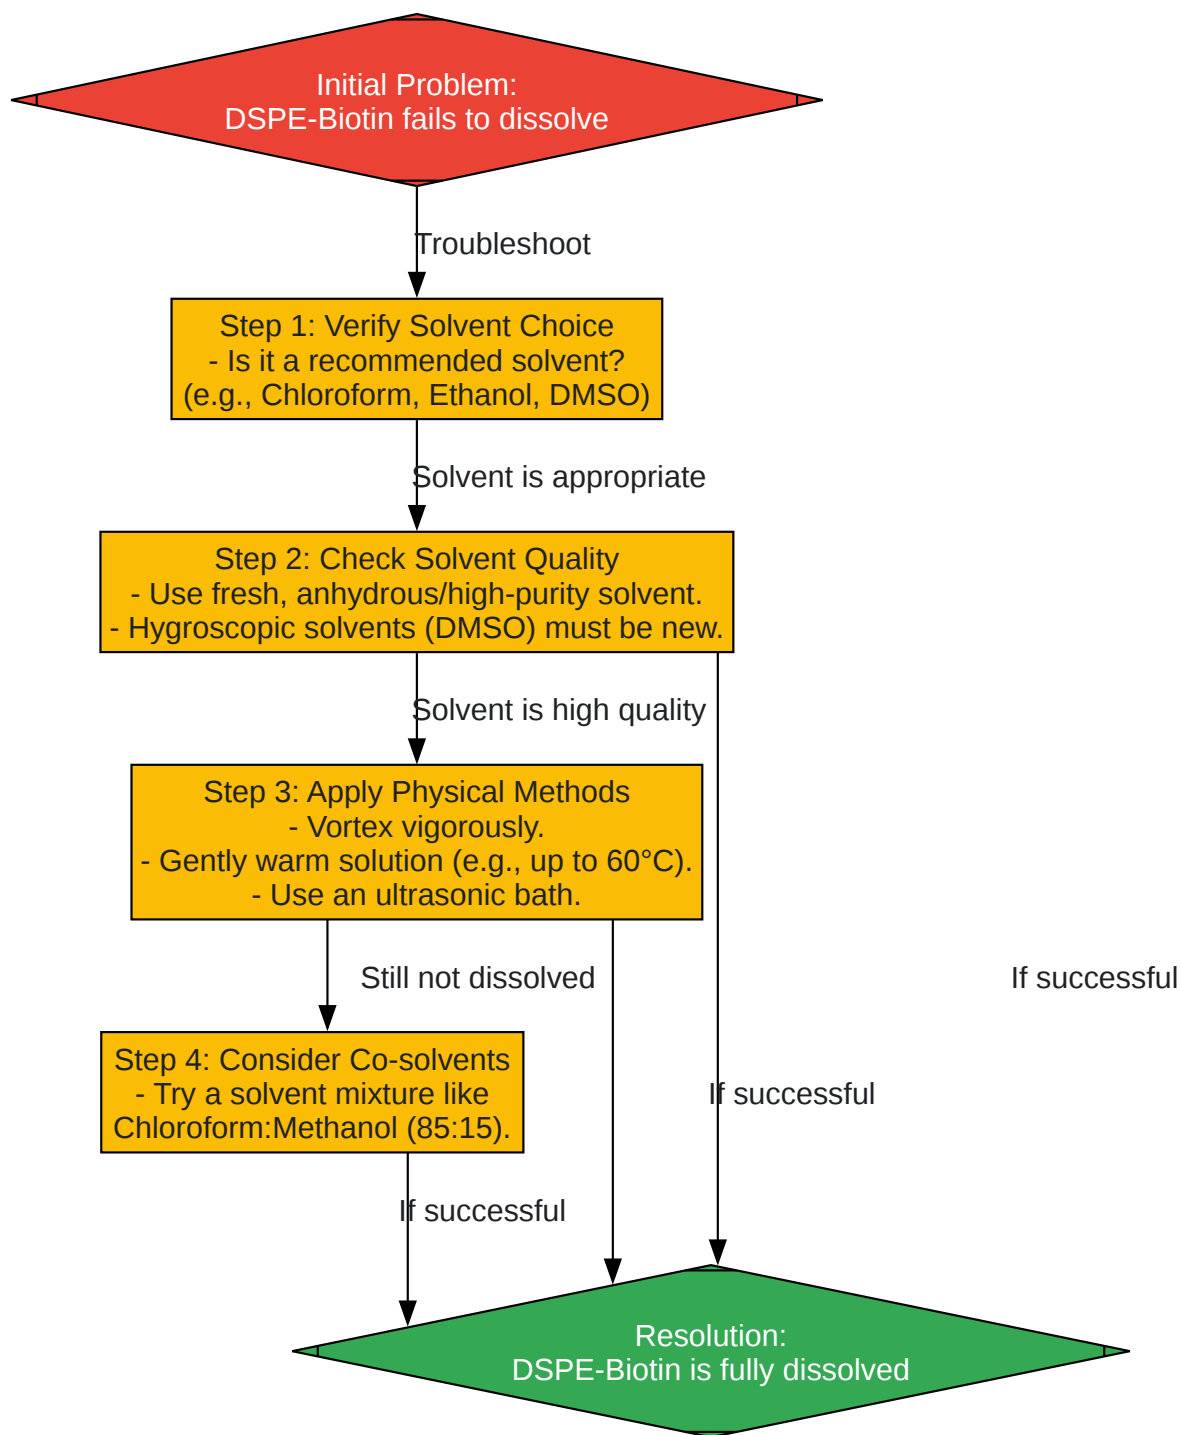 Initial Problem:
DSPE-Biotin fails to dissolve
Troubleshoot
Step 1: Verify Solvent Choice
- Is it a recommended solvent?
(e.g., Chloroform, Ethanol, DMSO)
Solvent is appropriate
Step 2: Check Solvent Quality
- Use fresh, anhydrous/high-purity solvent.
- Hygroscopic solvents (DMSO) must be new.
Solvent is high quality
Step 3: Apply Physical Methods
- Vortex vigorously.
- Gently warm solution (e.g., up to 60°C).
- Use an ultrasonic bath.
Still not dissolved
If successful
Step 4: Consider Co-solvents
- Try a solvent mixture like
Chloroform:Methanol (85:15).
If successful
If successful
Resolution:
DSPE-Biotin is fully dissolved